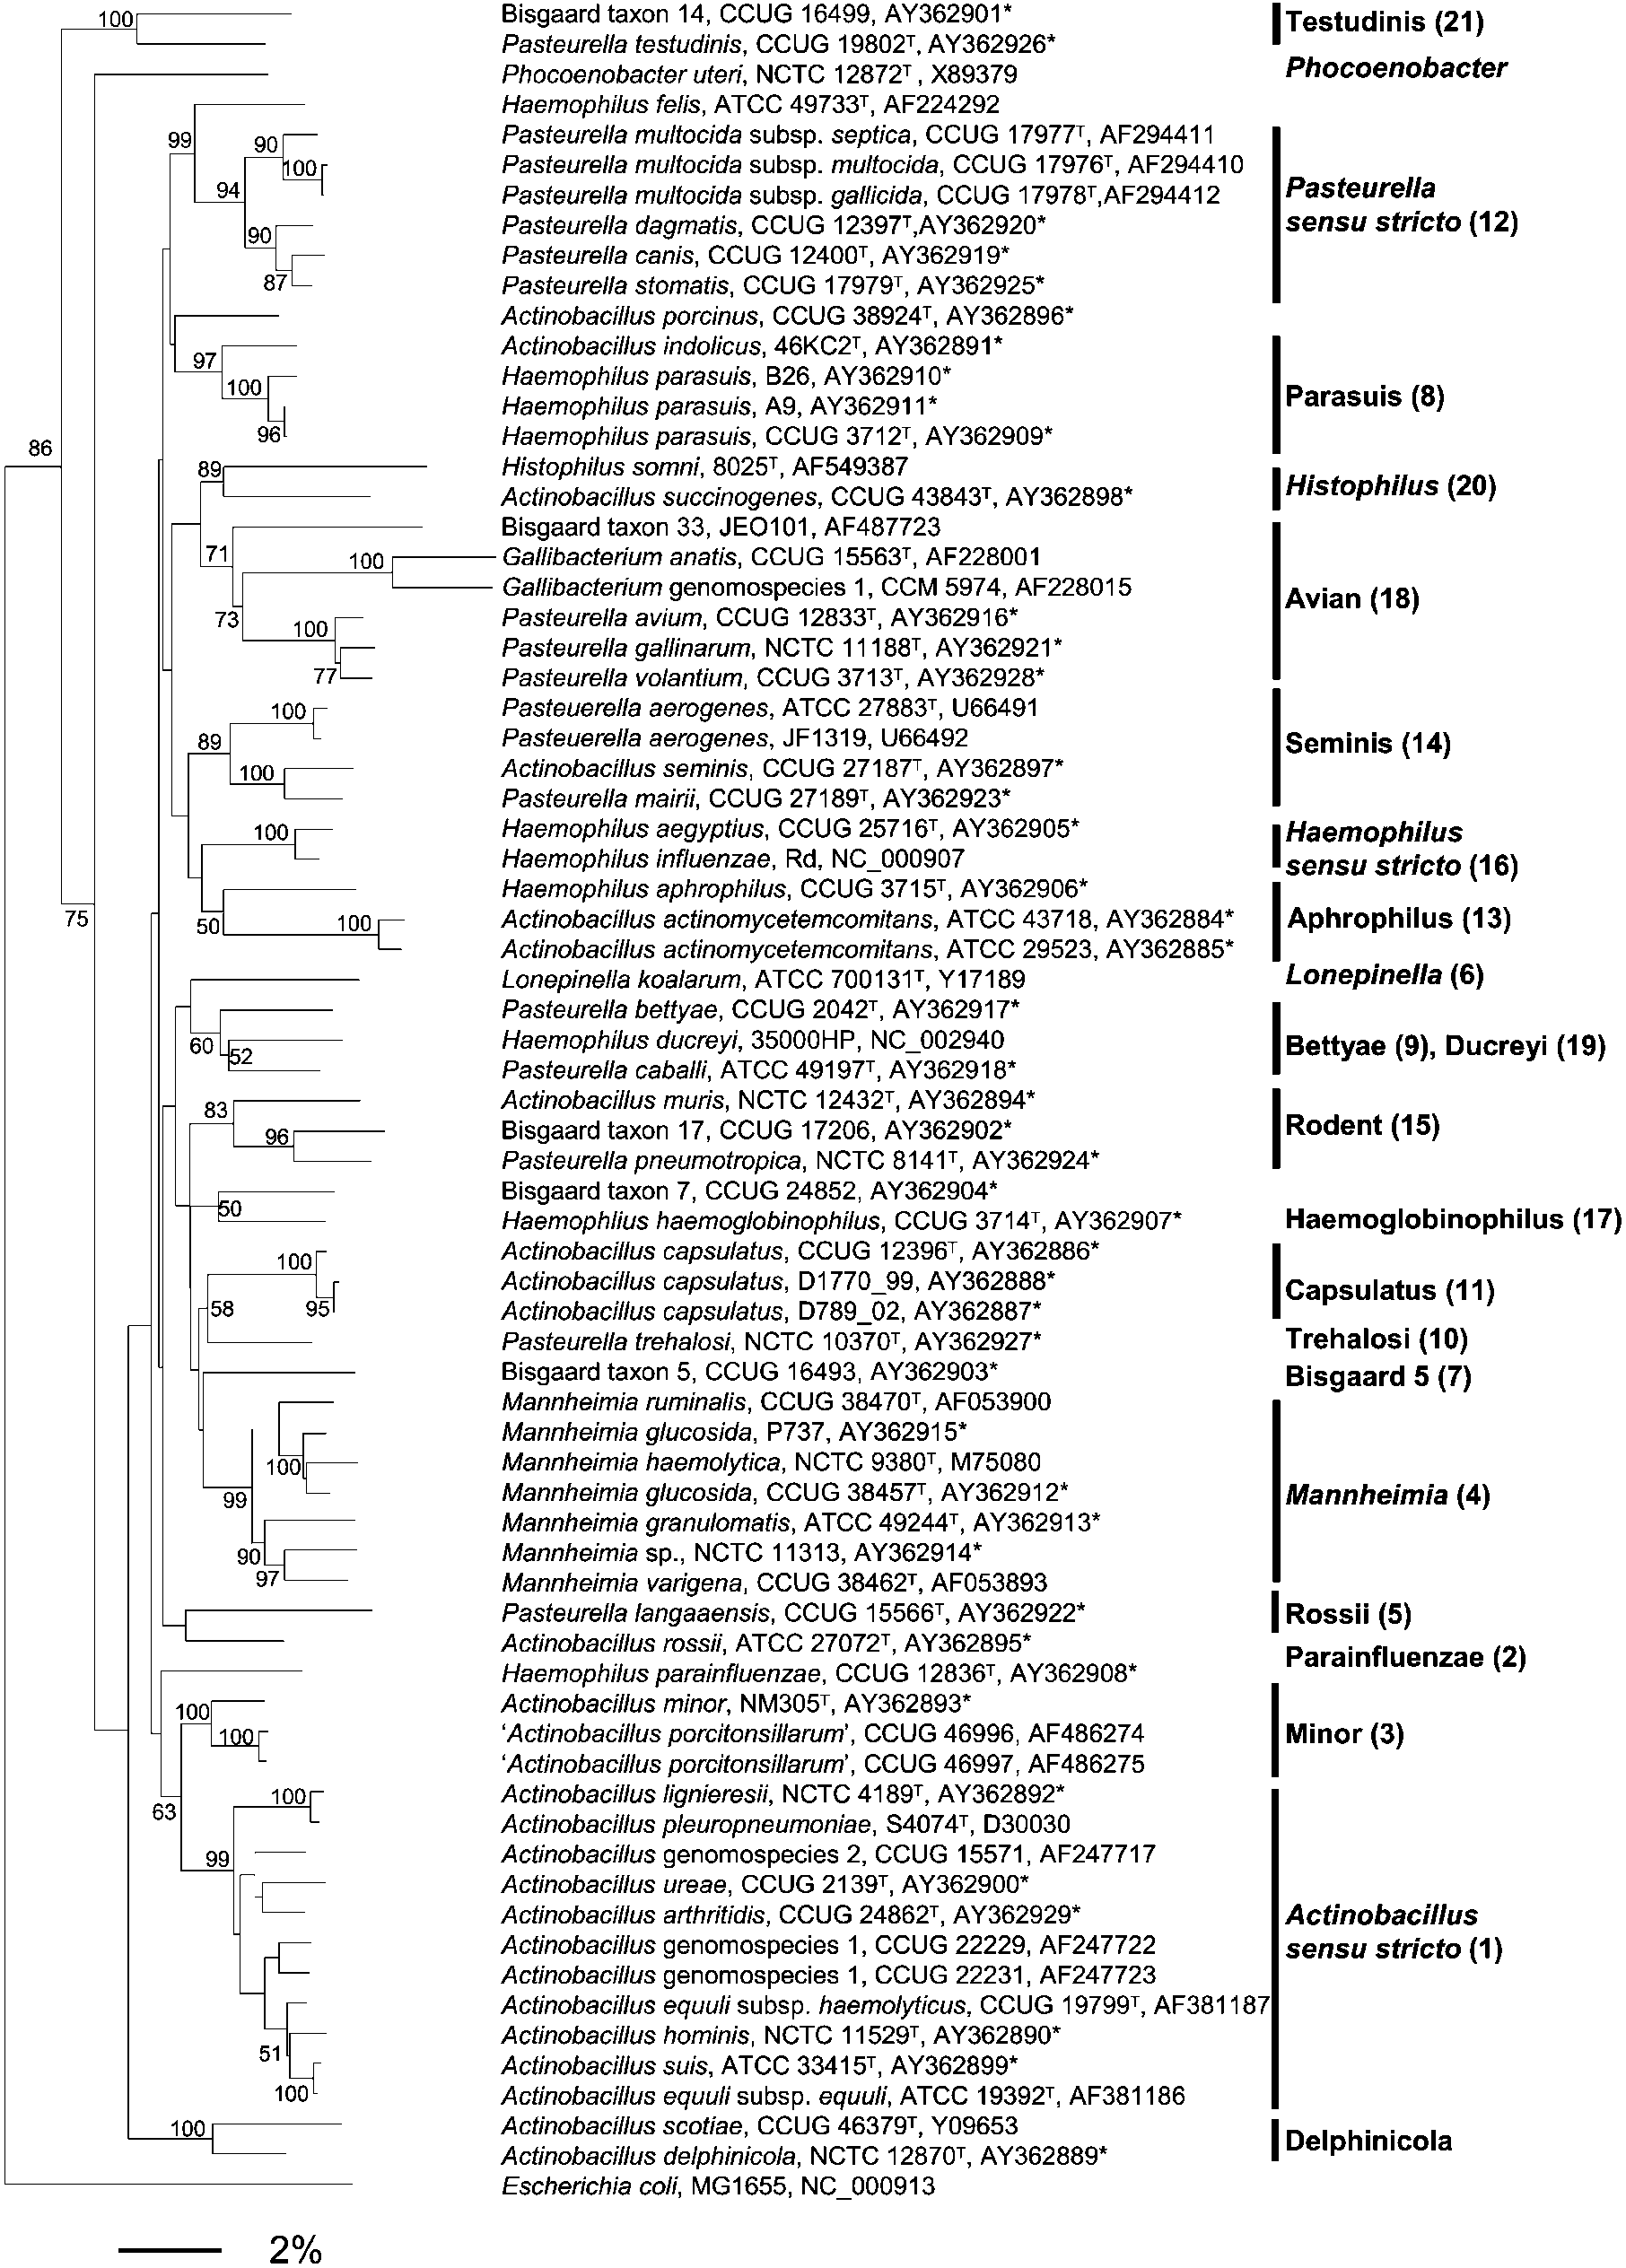 100
Bisgaard taxon 14, CCUG 16499, AY362901*
Testudinis (21)
Pasteurella testudinis, CCUG 19802ᵀ, AY362926*
Phocoenobacter uteri, NCTC 12872ᵀ , X89379
Phocoenobacter
Haemophilus felis, ATCC 49733ᵀ, AF224292
99
Pasteurella multocida subsp. septica, CCUG 17977ᵀ, AF294411
90
Pasteurella multocida subsp. multocida, CCUG 17976ᵀ, AF294410
100
94
Pasteurella multocida subsp. gallicida, CCUG 17978ᵀ,AF294412
Pasteurella
sensu stricto (12)
Pasteurella dagmatis, CCUG 12397ᵀ,AY362920*
90
Pasteurella canis, CCUG 12400ᵀ, AY362919*
87
Pasteurella stomatis, CCUG 17979ᵀ, AY362925*
Actinobacillus porcinus, CCUG 38924ᵀ, AY362896*
Actinobacillus indolicus, 46KC2ᵀ, AY362891*
97
Haemophilus parasuis, B26, AY362910*
100
Parasuis (8)
Haemophilus parasuis, A9, AY362911*
96
Haemophilus parasuis, CCUG 3712ᵀ, AY362909*
86
Histophilus somni, 8025ᵀ, AF549387
89
Histophilus (20)
Actinobacillus succinogenes, CCUG 43843ᵀ, AY362898*
Bisgaard taxon 33, JEO101, AF487723
71
Gallibacterium anatis, CCUG 15563ᵀ, AF228001
100
Gallibacterium genomospecies 1, CCM 5974, AF228015
Avian (18)
73
Pasteurella avium, CCUG 12833ᵀ, AY362916*
100
Pasteurella gallinarum, NCTC 11188ᵀ, AY362921*
77
Pasteurella volantium, CCUG 3713ᵀ, AY362928*
100
Pasteuerella aerogenes, ATCC 27883ᵀ, U66491
89
Pasteuerella aerogenes, JF1319, U66492
Seminis (14)
100
Actinobacillus seminis, CCUG 27187ᵀ, AY362897*
Pasteurella mairii, CCUG 27189ᵀ, AY362923*
100
Haemophilus aegyptius, CCUG 25716ᵀ, AY362905*
Haemophilus
sensu stricto (16)
Haemophilus influenzae, Rd, NC_000907
Haemophilus aphrophilus, CCUG 3715ᵀ, AY362906*
75
50
100
Actinobacillus actinomycetemcomitans, ATCC 43718, AY362884*
Aphrophilus (13)
Actinobacillus actinomycetemcomitans, ATCC 29523, AY362885*
Lonepinella koalarum, ATCC 700131ᵀ, Y17189
Lonepinella (6)
Pasteurella bettyae, CCUG 2042ᵀ, AY362917*
60
52
Haemophilus ducreyi, 35000HP, NC_002940
Bettyae (9), Ducreyi (19)
Pasteurella caballi, ATCC 49197ᵀ, AY362918*
83
Actinobacillus muris, NCTC 12432ᵀ, AY362894*
96
Bisgaard taxon 17, CCUG 17206, AY362902*
Rodent (15)
Pasteurella pneumotropica, NCTC 8141ᵀ, AY362924*
Bisgaard taxon 7, CCUG 24852, AY362904*
50
Haemophlius haemoglobinophilus, CCUG 3714ᵀ, AY362907*
Haemoglobinophilus (17)
100
Actinobacillus capsulatus, CCUG 12396ᵀ, AY362886*
Actinobacillus capsulatus, D1770_99, AY362888*
Capsulatus (11)
58
95
Actinobacillus capsulatus, D789_02, AY362887*
Pasteurella trehalosi, NCTC 10370ᵀ, AY362927*
Trehalosi (10)
Bisgaard taxon 5, CCUG 16493, AY362903*
Bisgaard 5 (7)
Mannheimia ruminalis, CCUG 38470ᵀ, AF053900
Mannheimia glucosida, P737, AY362915*
100
Mannheimia haemolytica, NCTC 9380ᵀ, M75080
99
Mannheimia glucosida, CCUG 38457ᵀ, AY362912*
Mannheimia (4)
Mannheimia granulomatis, ATCC 49244ᵀ, AY362913*
90
Mannheimia sp., NCTC 11313, AY362914*
97
Mannheimia varigena, CCUG 38462ᵀ, AF053893
Pasteurella langaaensis, CCUG 15566ᵀ, AY362922*
Rossii (5)
Actinobacillus rossii, ATCC 27072ᵀ, AY362895*
Parainfluenzae (2)
Haemophilus parainfluenzae, CCUG 12836ᵀ, AY362908*
100
Actinobacillus minor, NM305ᵀ, AY362893*
100
‘Actinobacillus porcitonsillarum’, CCUG 46996, AF486274
Minor (3)
‘Actinobacillus porcitonsillarum’, CCUG 46997, AF486275
63
100
Actinobacillus lignieresii, NCTC 4189ᵀ, AY362892*
Actinobacillus pleuropneumoniae, S4074ᵀ, D30030
99
Actinobacillus genomospecies 2, CCUG 15571, AF247717
Actinobacillus ureae, CCUG 2139ᵀ, AY362900*
Actinobacillus arthritidis, CCUG 24862ᵀ, AY362929*
Actinobacillus
sensu stricto (1)
Actinobacillus genomospecies 1, CCUG 22229, AF247722
Actinobacillus genomospecies 1, CCUG 22231, AF247723
Actinobacillus equuli subsp. haemolyticus, CCUG 19799ᵀ, AF381187
Actinobacillus hominis, NCTC 11529ᵀ, AY362890*
51
Actinobacillus suis, ATCC 33415ᵀ, AY362899*
100
Actinobacillus equuli subsp. equuli, ATCC 19392ᵀ, AF381186
100
Actinobacillus scotiae, CCUG 46379ᵀ, Y09653
Delphinicola
Actinobacillus delphinicola, NCTC 12870ᵀ, AY362889*
Escherichia coli, MG1655, NC_000913
2%